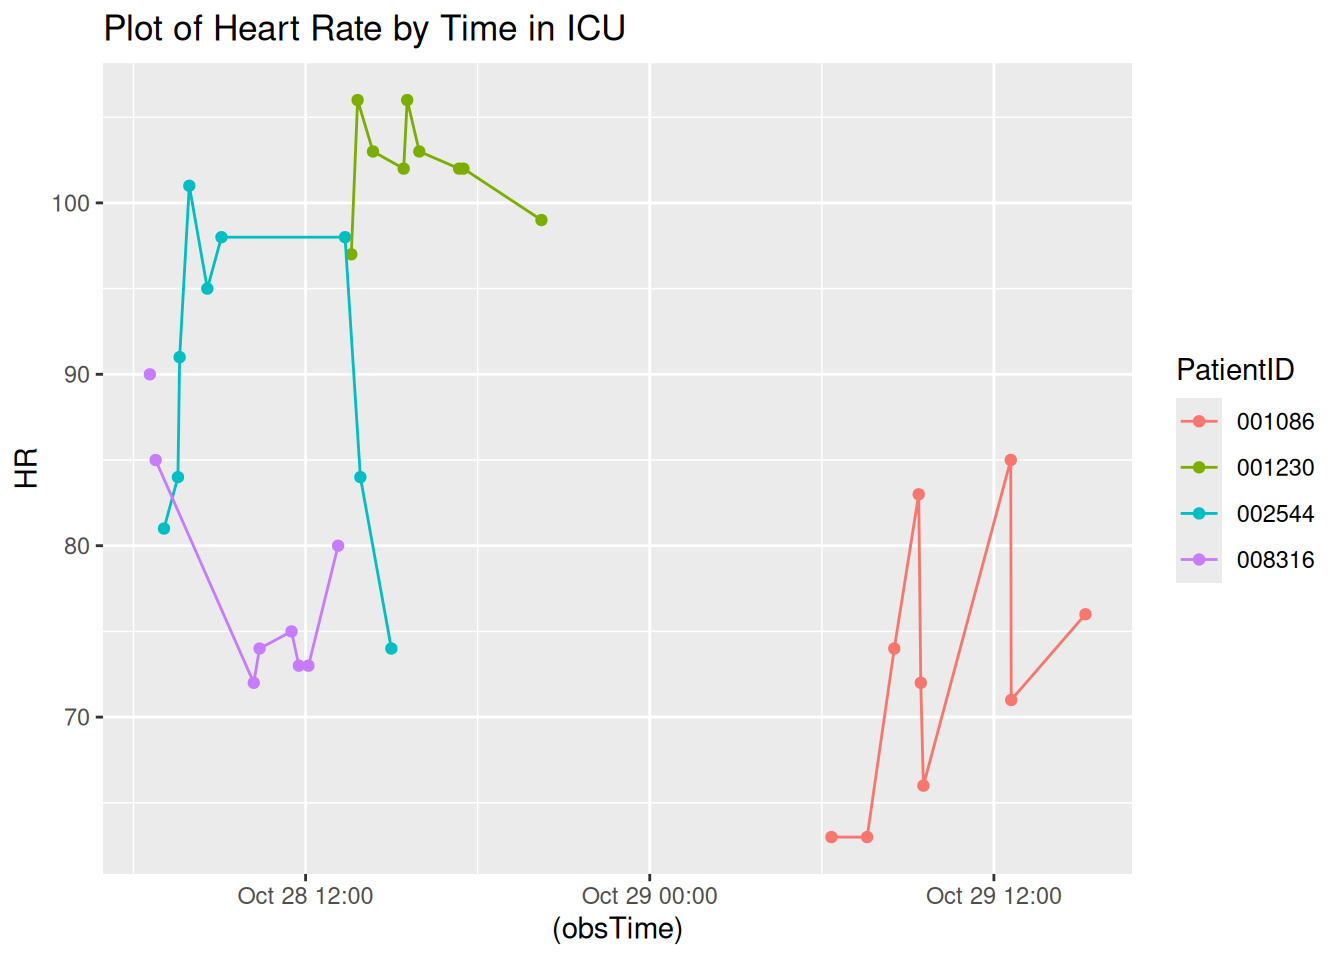 Plot of Heart Rate by Time in ICU
100
90
80
70
HR
Oct 28 12:00
Oct 29 00:00
Oct 29 12:00
(obsTime)
PatientID
001086
001230
002544
008316